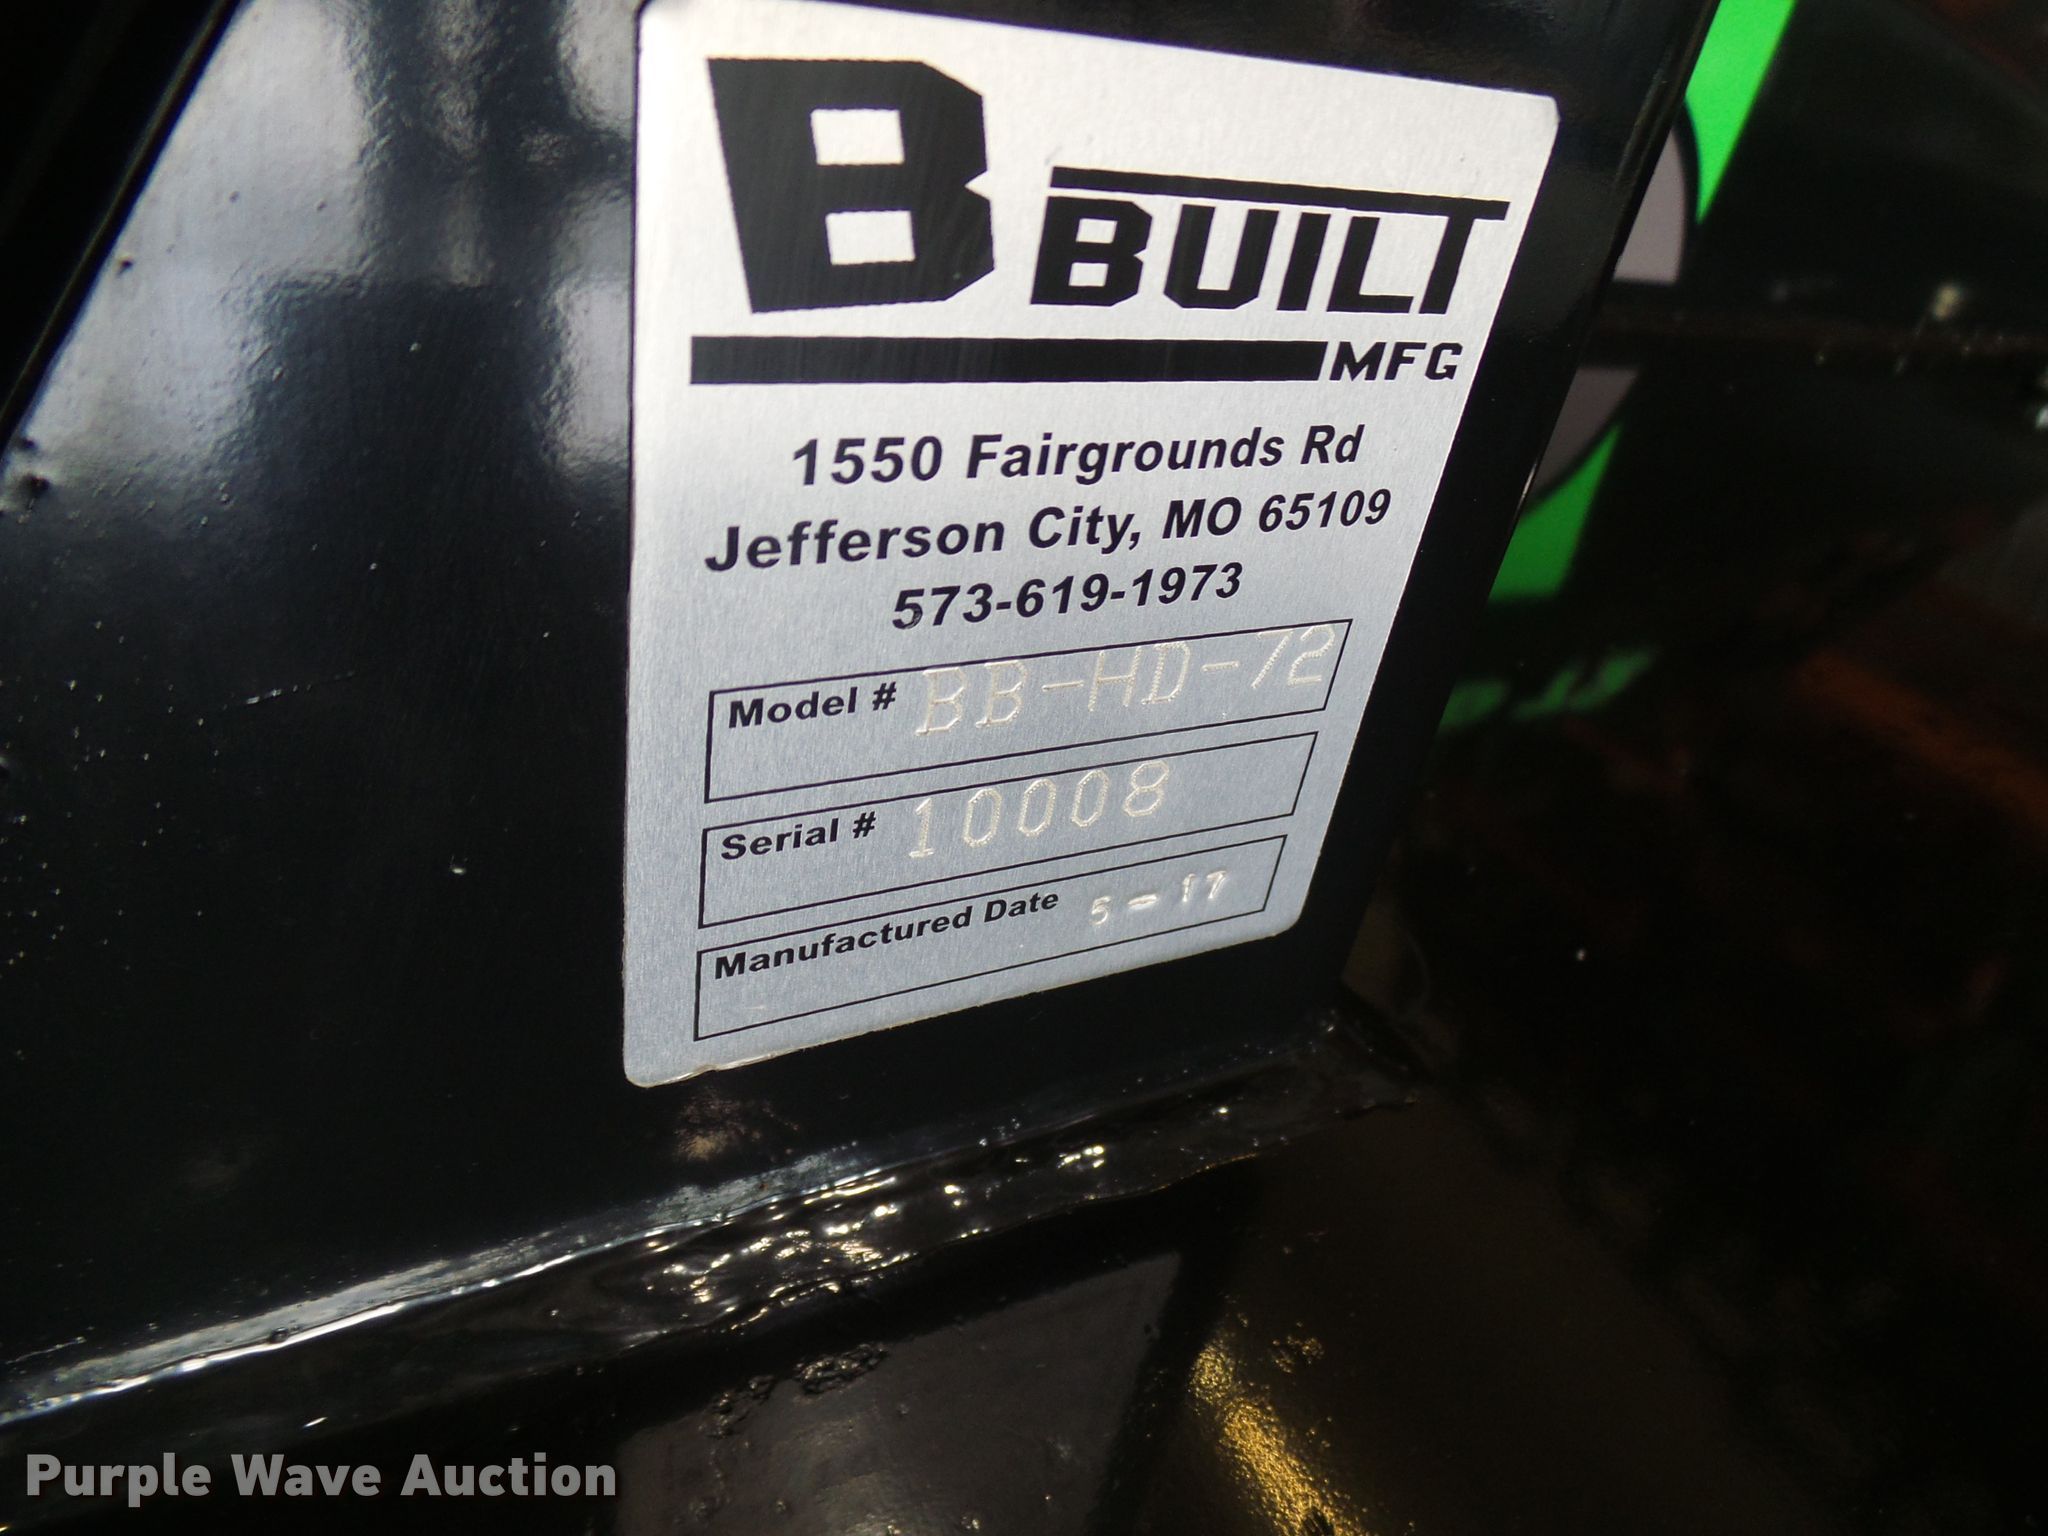 B BUILT
MFG
1550 Fairgrounds Rd
Jefferson City, MO 65109
573-619-1973
Model # BB-HD-72
Serial # 10008
Manufactured Date 5-17
Purple Wave Auction